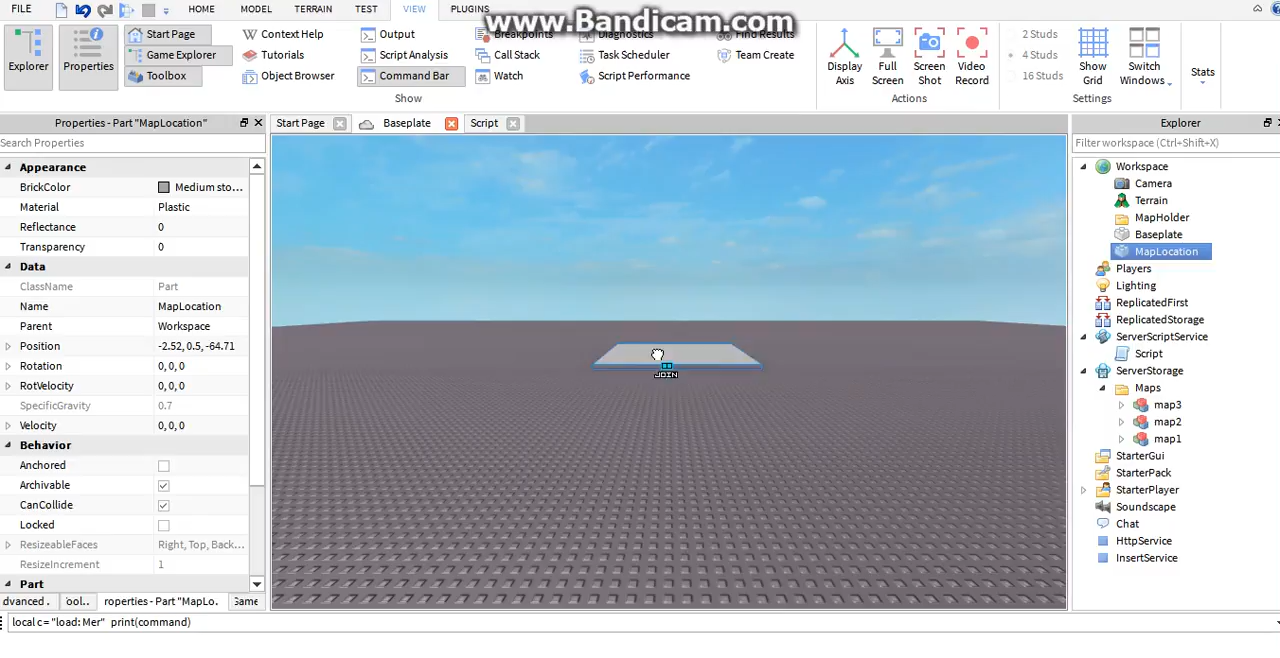 FILE HOME MODEL TERRAIN TEST VIEW PLUGINS
www.Bandicam.com
Explorer
Properties
Start Page
Game Explorer
Toolbox
Context Help
Tutorials
Object Browser
Output
Script Analysis
Command Bar
Breakpoints
Call Stack
Watch
Diagnostics
Task Scheduler
Script Performance
Find Results
Team Create
Show
Display Axis
Full Screen
Screen Shot
Video Record
Actions
2 Studs
4 Studs
16 Studs
Show Grid
Switch Windows
Settings
Stats
Properties - Part "MapLocation"
Search Properties
Appearance
BrickColor Medium sto...
Material Plastic
Reflectance 0
Transparency 0
Data
ClassName Part
Name MapLocation
Parent Workspace
Position -2.52, 0.5, -64.71
Rotation 0, 0, 0
RotVelocity 0, 0, 0
SpecificGravity 0.7
Velocity 0, 0, 0
Behavior
Anchored
Archivable
CanCollide
Locked
ResizeableFaces Right, Top, Back...
ResizeIncrement 1
Part
dvanced . ool.. roperties - Part "MapLo. Game
Start Page Baseplate Script
JOIN
Explorer
Filter workspace (Ctrl+Shift+X)
Workspace
Camera
Terrain
MapHolder
Baseplate
MapLocation
Players
Lighting
ReplicatedFirst
ReplicatedStorage
ServerScriptService
Script
ServerStorage
Maps
map3
map2
map1
StarterGui
StarterPack
StarterPlayer
Soundscape
Chat
HttpService
InsertService
local c = "load: Mer" print(command)